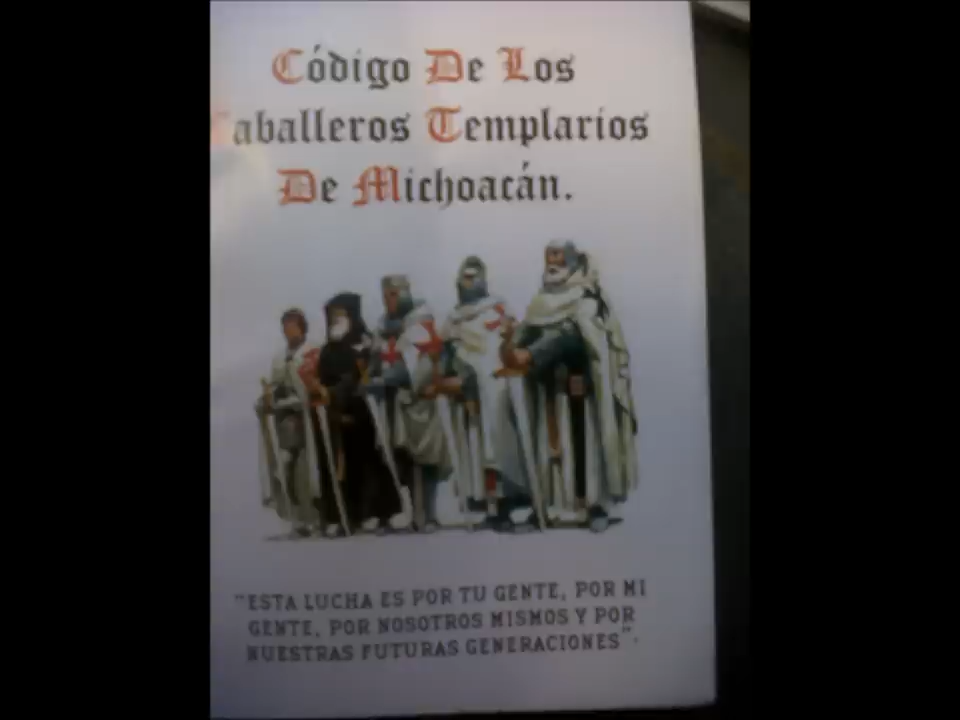 Código De Los
Caballeros Templarios
De Michoacán.
"ESTA LUCHA ES POR TU GENTE, POR MI
GENTE, POR NOSOTROS MISMOS Y POR
NUESTRAS FUTURAS GENERACIONES".